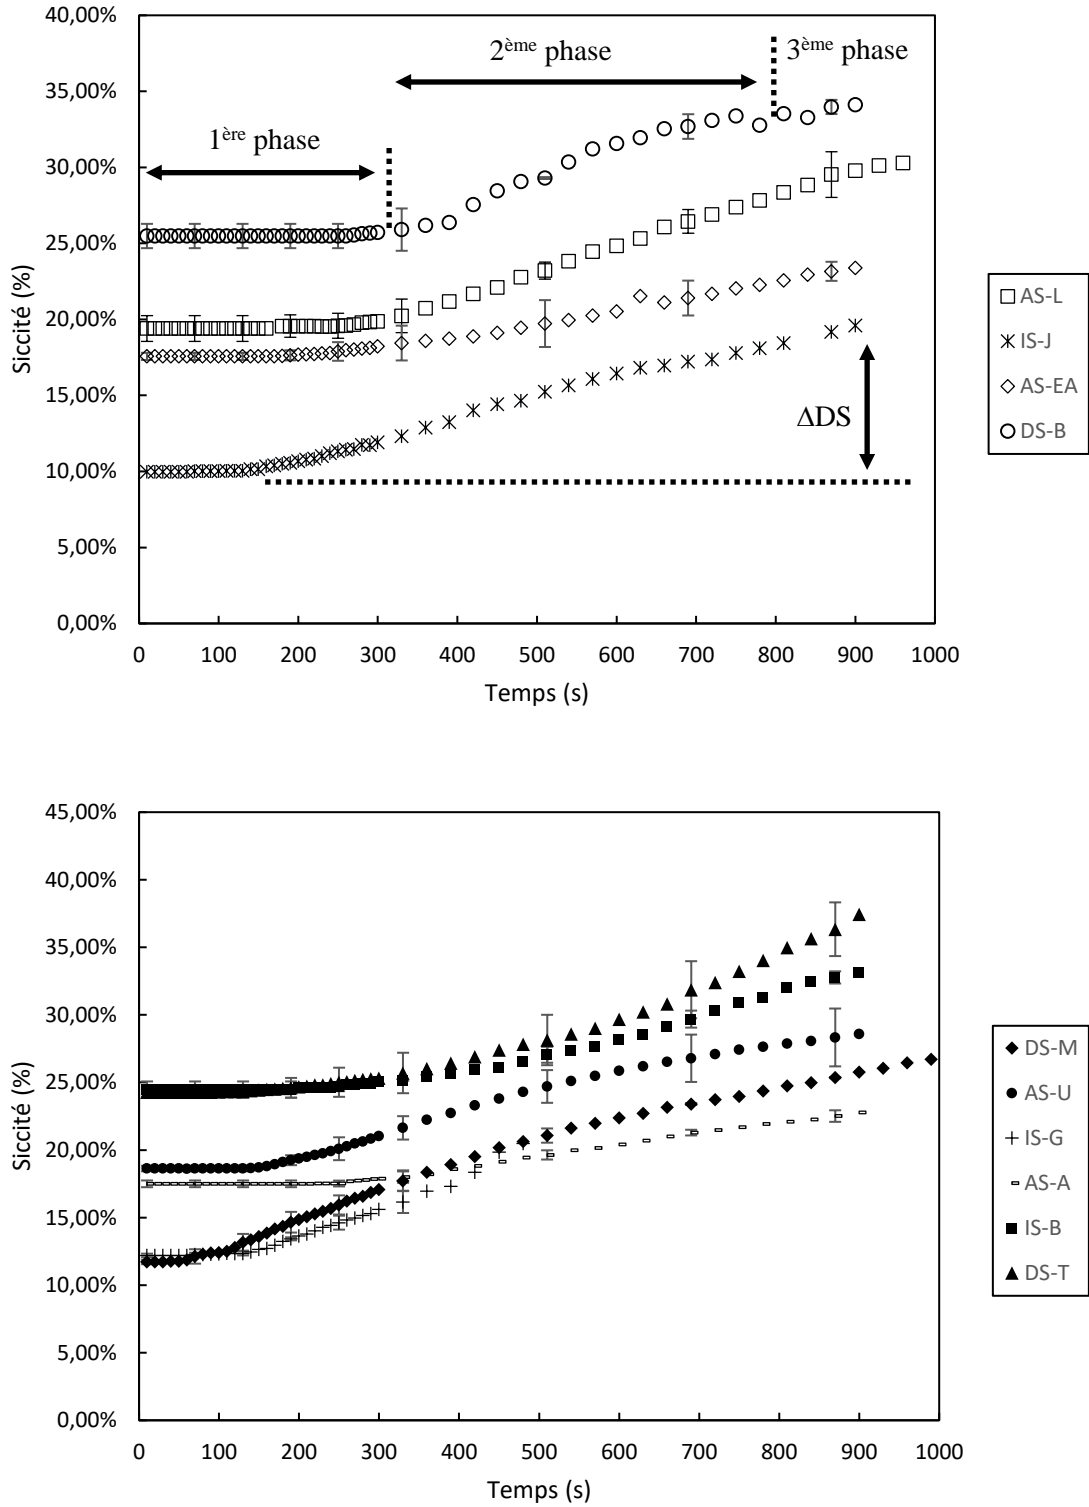 40,00%
35,00%
30,00%
25,00%
20,00%
15,00%
10,00%
5,00%
0,00%
Siccité (%)
1ère phase
2ème phase
3ème phase
ΔDS
0 100 200 300 400 500 600 700 800 900 1000
Temps (s)
AS-L
IS-J
AS-EA
DS-B
45,00%
40,00%
35,00%
30,00%
25,00%
20,00%
15,00%
10,00%
5,00%
0,00%
Siccité (%)
0 100 200 300 400 500 600 700 800 900 1000
Temps (s)
DS-M
AS-U
IS-G
AS-A
IS-B
DS-T